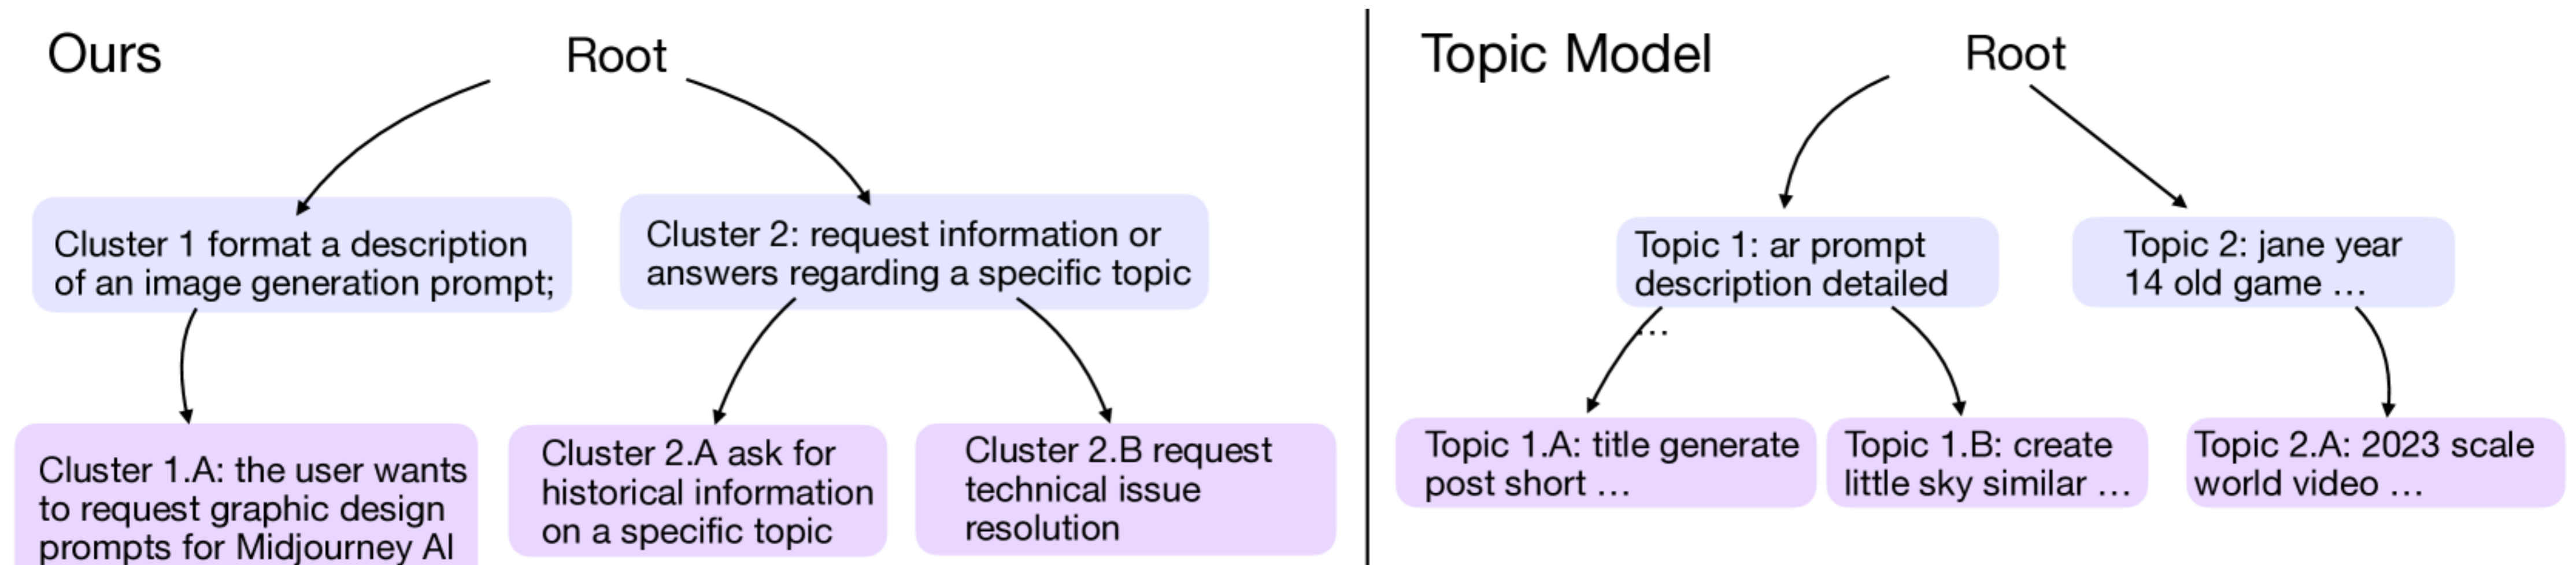 Ours
Root
Cluster 1 format a description
of an image generation prompt;
Cluster 2: request information or
answers regarding a specific topic
Cluster 1.A: the user wants
to request graphic design
prompts for Midjourney AI
Cluster 2.A ask for
historical information
on a specific topic
Cluster 2.B request
technical issue
resolution
Topic Model
Root
Topic 1: ar prompt
description detailed
...
Topic 2: jane year
14 old game ...
Topic 1.A: title generate
post short ...
Topic 1.B: create
little sky similar ...
Topic 2.A: 2023 scale
world video ...